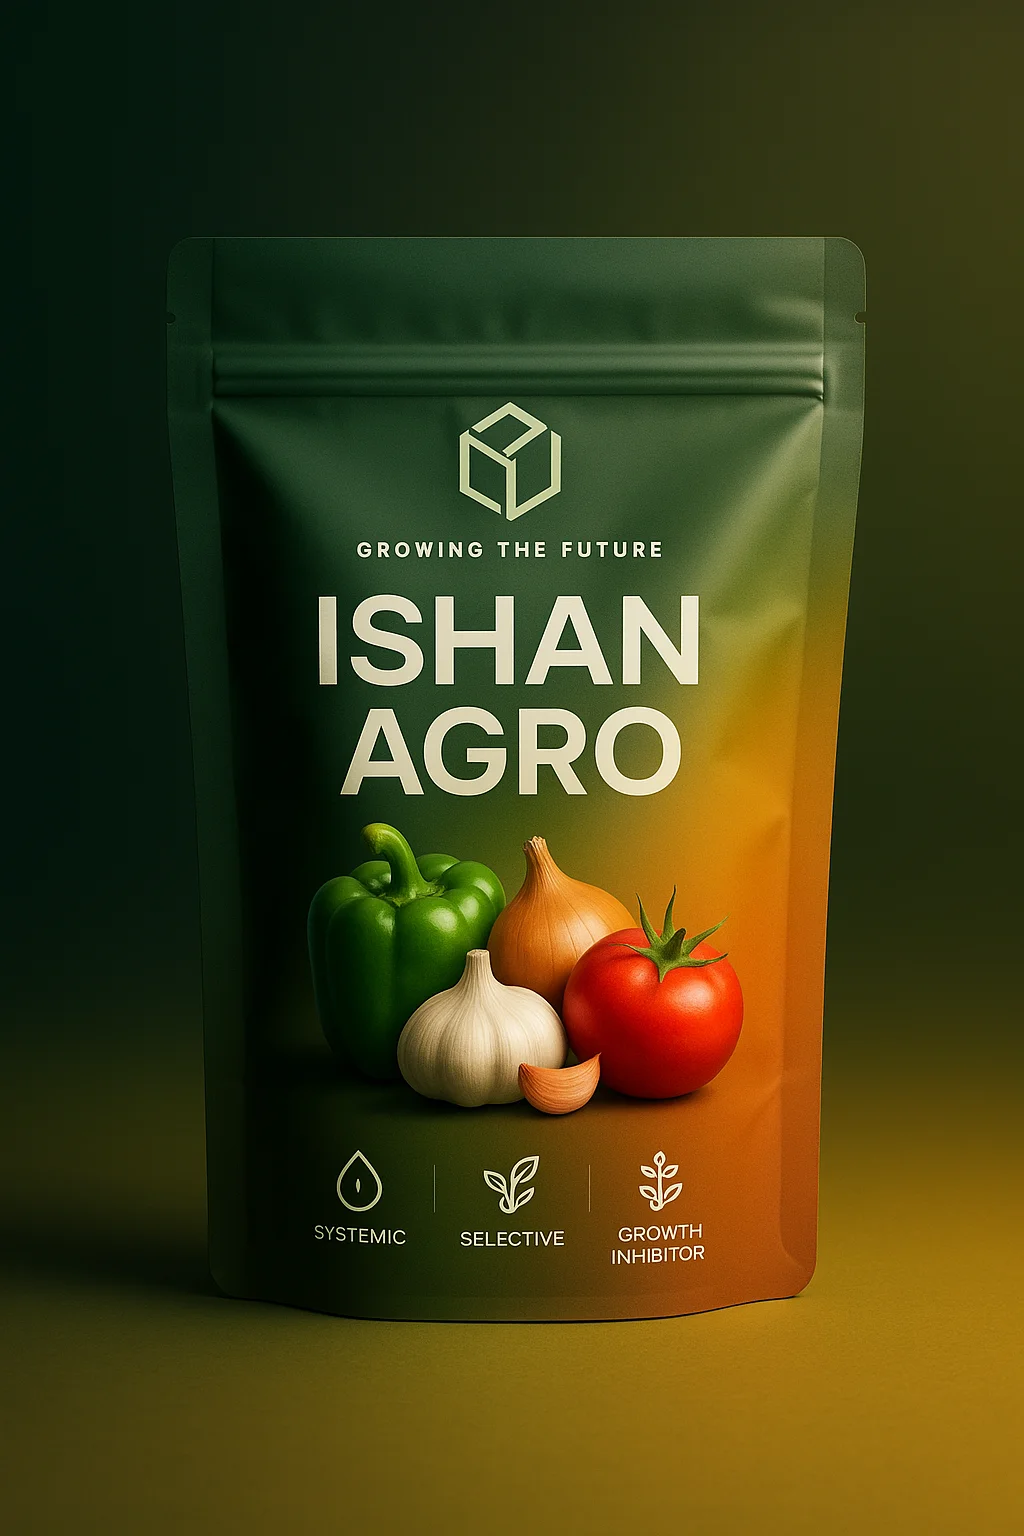 GROWING THE FUTURE
ISHAN
AGRO
SYSTEMIC
SELECTIVE
GROWTH
INHIBITOR